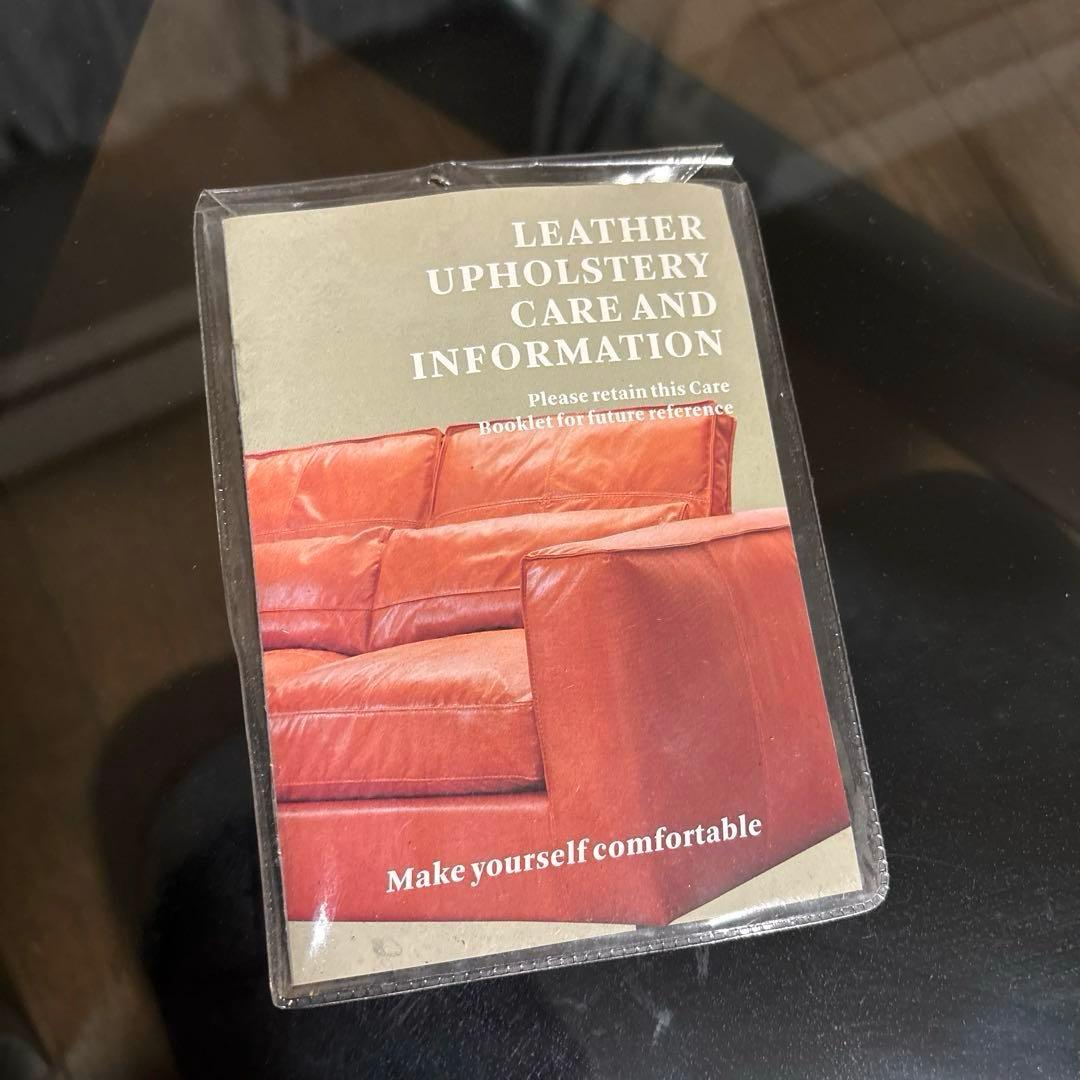 LEATHER
UPHOLSTERY
CARE AND
INFORMATION
Please retain this Care
Booklet for future reference
Make yourself comfortable